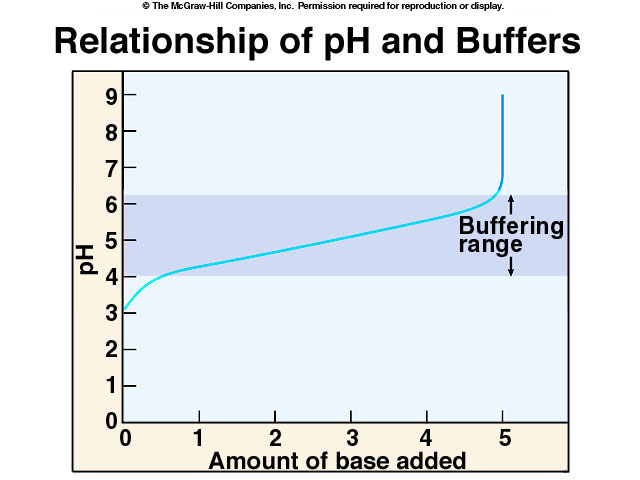 © The McGraw-Hill Companies, Inc. Permission required for reproduction or display.
Relationship of pH and Buffers
9
8
7
6
5
4
3
2
1
0
pH
Buffering
range
0 1 2 3 4 5
Amount of base added